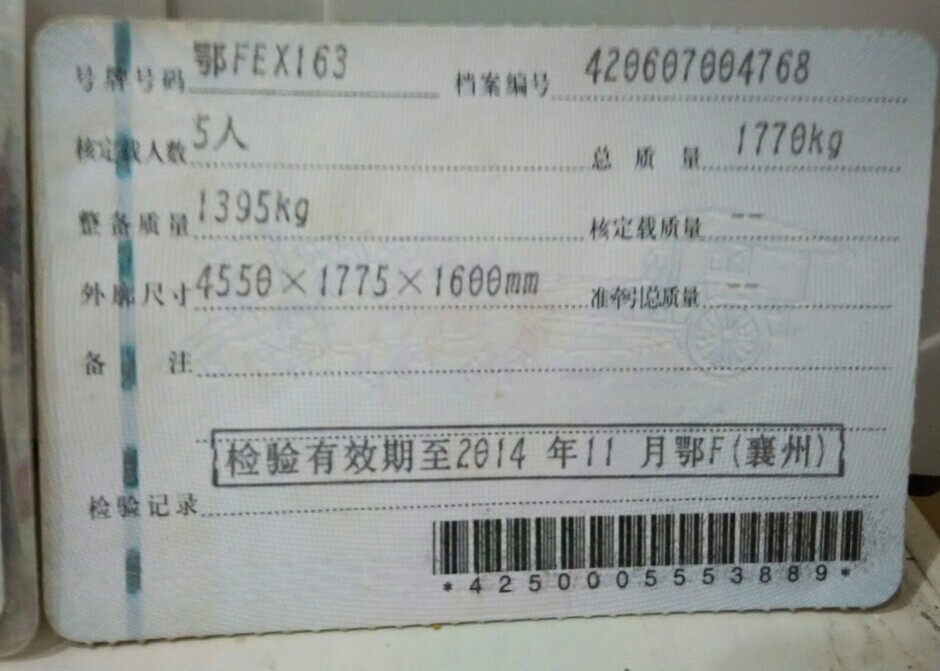 号牌号码 鄂FEX163 档案编号 420607004768
核定载人数 5人 总质量 1770kg
整备质量 1395kg 核定载质量 --
外廓尺寸 4550×1775×1600mm 准牵引总质量 --
备注
检验有效期至2014年11月鄂F(襄州)
检验记录
*4250005553889*